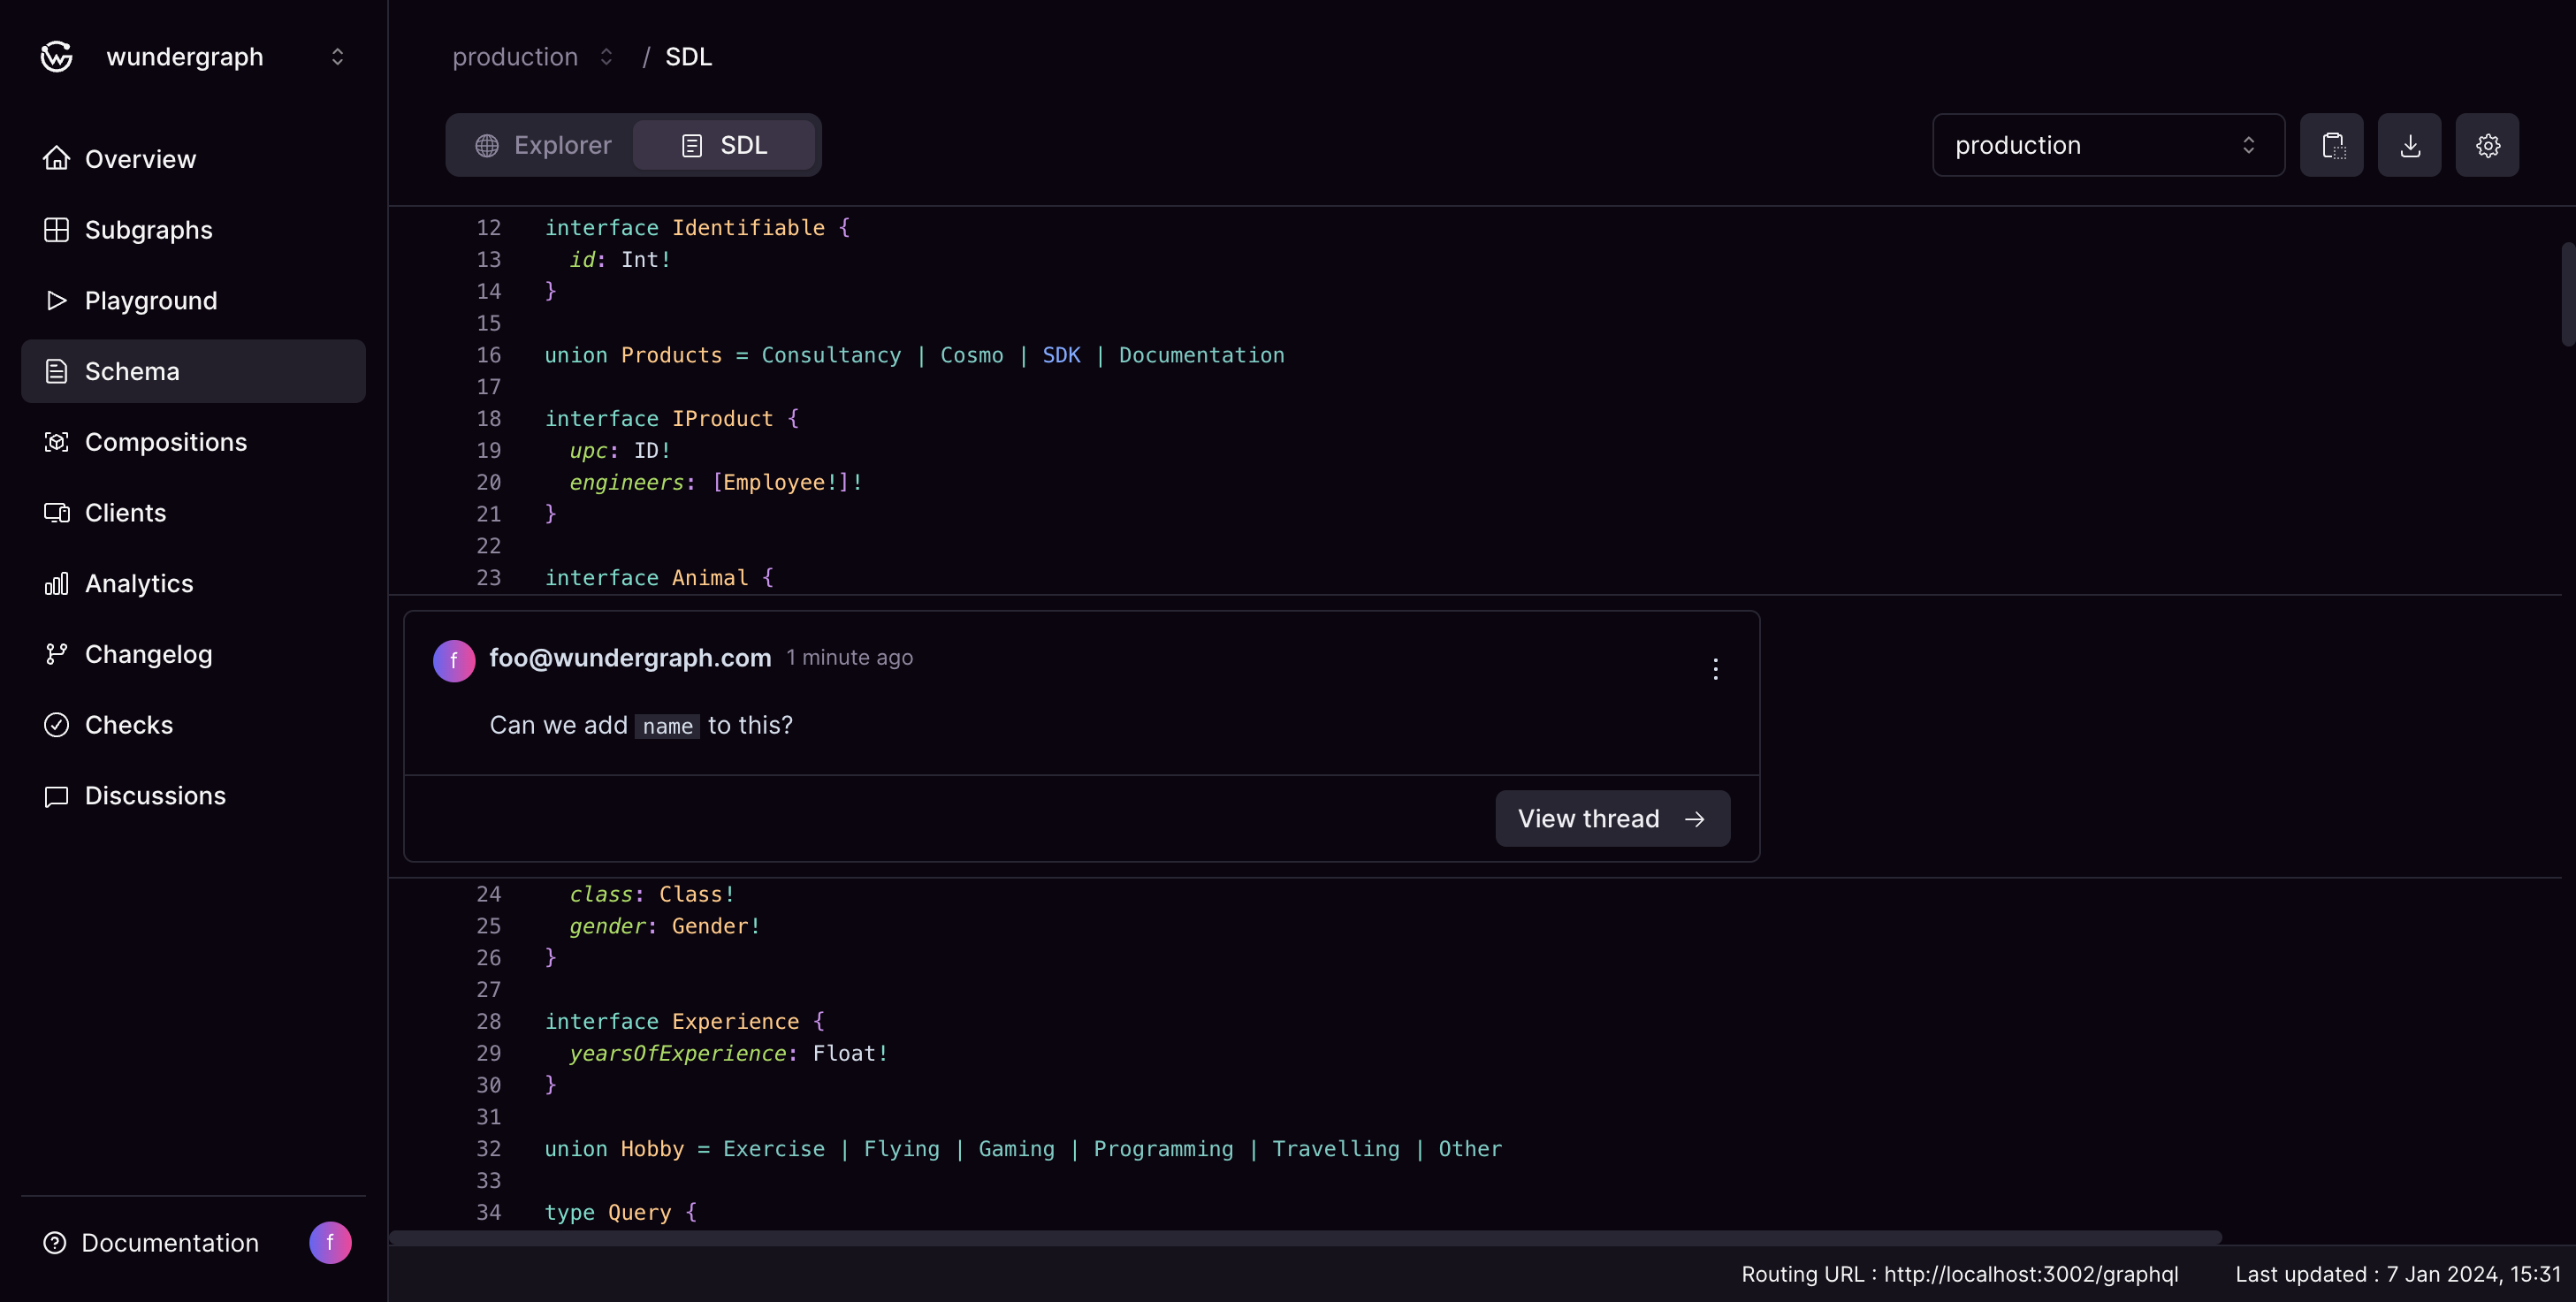 wundergraph
production / SDL
Explorer SDL
production
Overview
Subgraphs
Playground
Schema
Compositions
Clients
Analytics
Changelog
Checks
Discussions
Documentation f
12 interface Identifiable {
13 id: Int!
14 }
15
16 union Products = Consultancy | Cosmo | SDK | Documentation
17
18 interface IProduct {
19 upc: ID!
20 engineers: [Employee!]!
21 }
22
23 interface Animal {
f foo@wundergraph.com 1 minute ago
Can we add name to this?
View thread →
24 class: Class!
25 gender: Gender!
26 }
27
28 interface Experience {
29 yearsOfExperience: Float!
30 }
31
32 union Hobby = Exercise | Flying | Gaming | Programming | Travelling | Other
33
34 type Query {
Routing URL : http://localhost:3002/graphql Last updated : 7 Jan 2024, 15:31